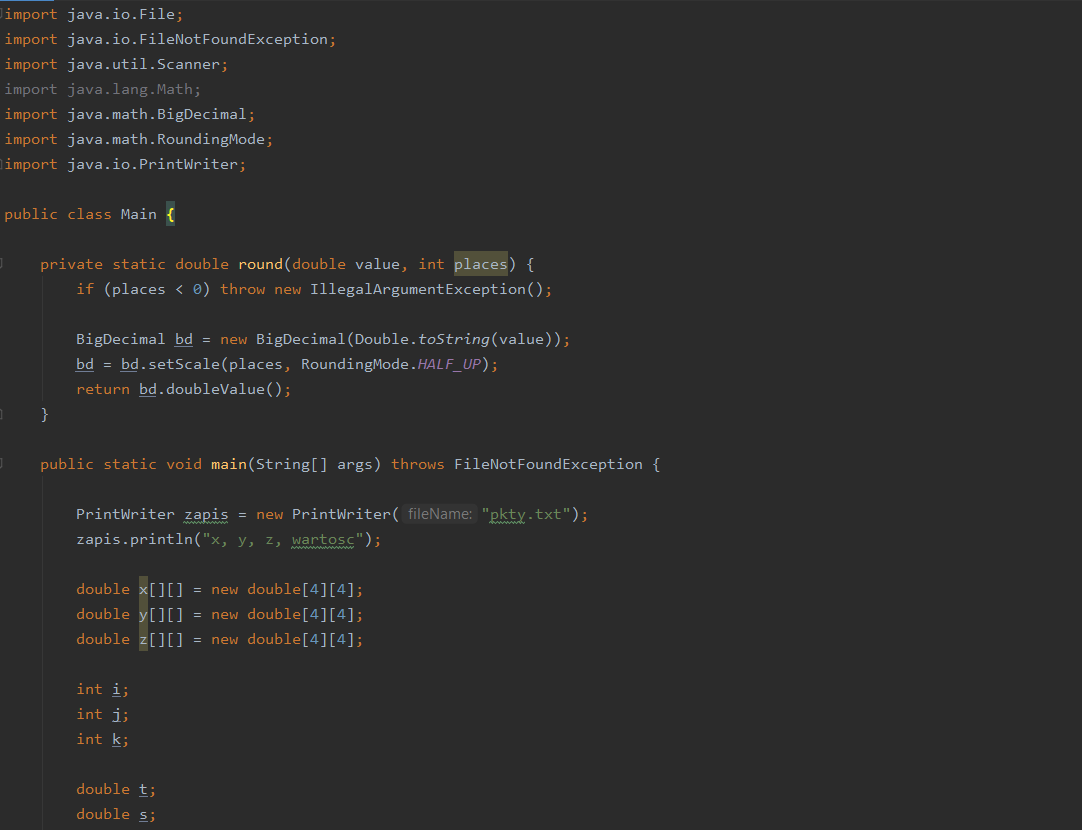 import java.io.File;
import java.io.FileNotFoundException;
import java.util.Scanner;
import java.lang.Math;
import java.math.BigDecimal;
import java.math.RoundingMode;
import java.io.PrintWriter;

public class Main {

    private static double round(double value, int places) {
        if (places < 0) throw new IllegalArgumentException();

        BigDecimal bd = new BigDecimal(Double.toString(value));
        bd = bd.setScale(places, RoundingMode.HALF_UP);
        return bd.doubleValue();
    }

    public static void main(String[] args) throws FileNotFoundException {

        PrintWriter zapis = new PrintWriter( fileName: "pkty.txt");
        zapis.println("x, y, z, wartosc");

        double x[][] = new double[4][4];
        double y[][] = new double[4][4];
        double z[][] = new double[4][4];

        int i;
        int j;
        int k;

        double t;
        double s;